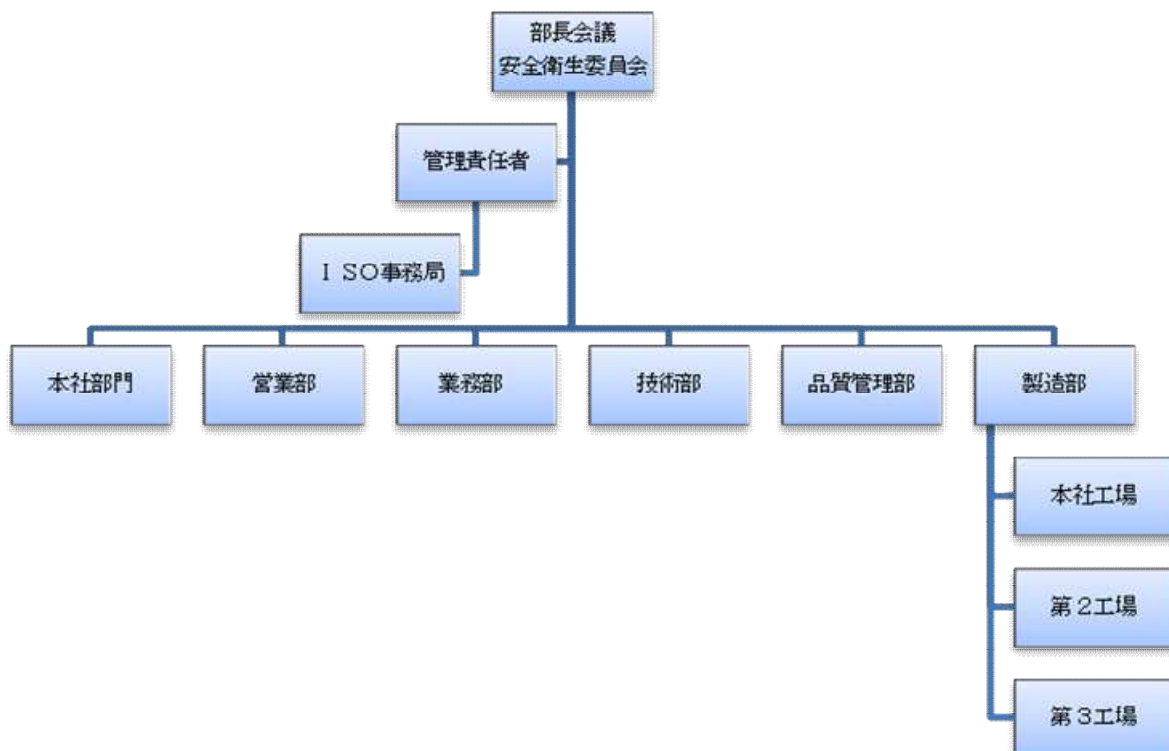 部長会議
安全衛生委員会
管理責任者
ＩＳＯ事務局
本社部門
営業部
業務部
技術部
品質管理部
製造部
本社工場
第２工場
第３工場